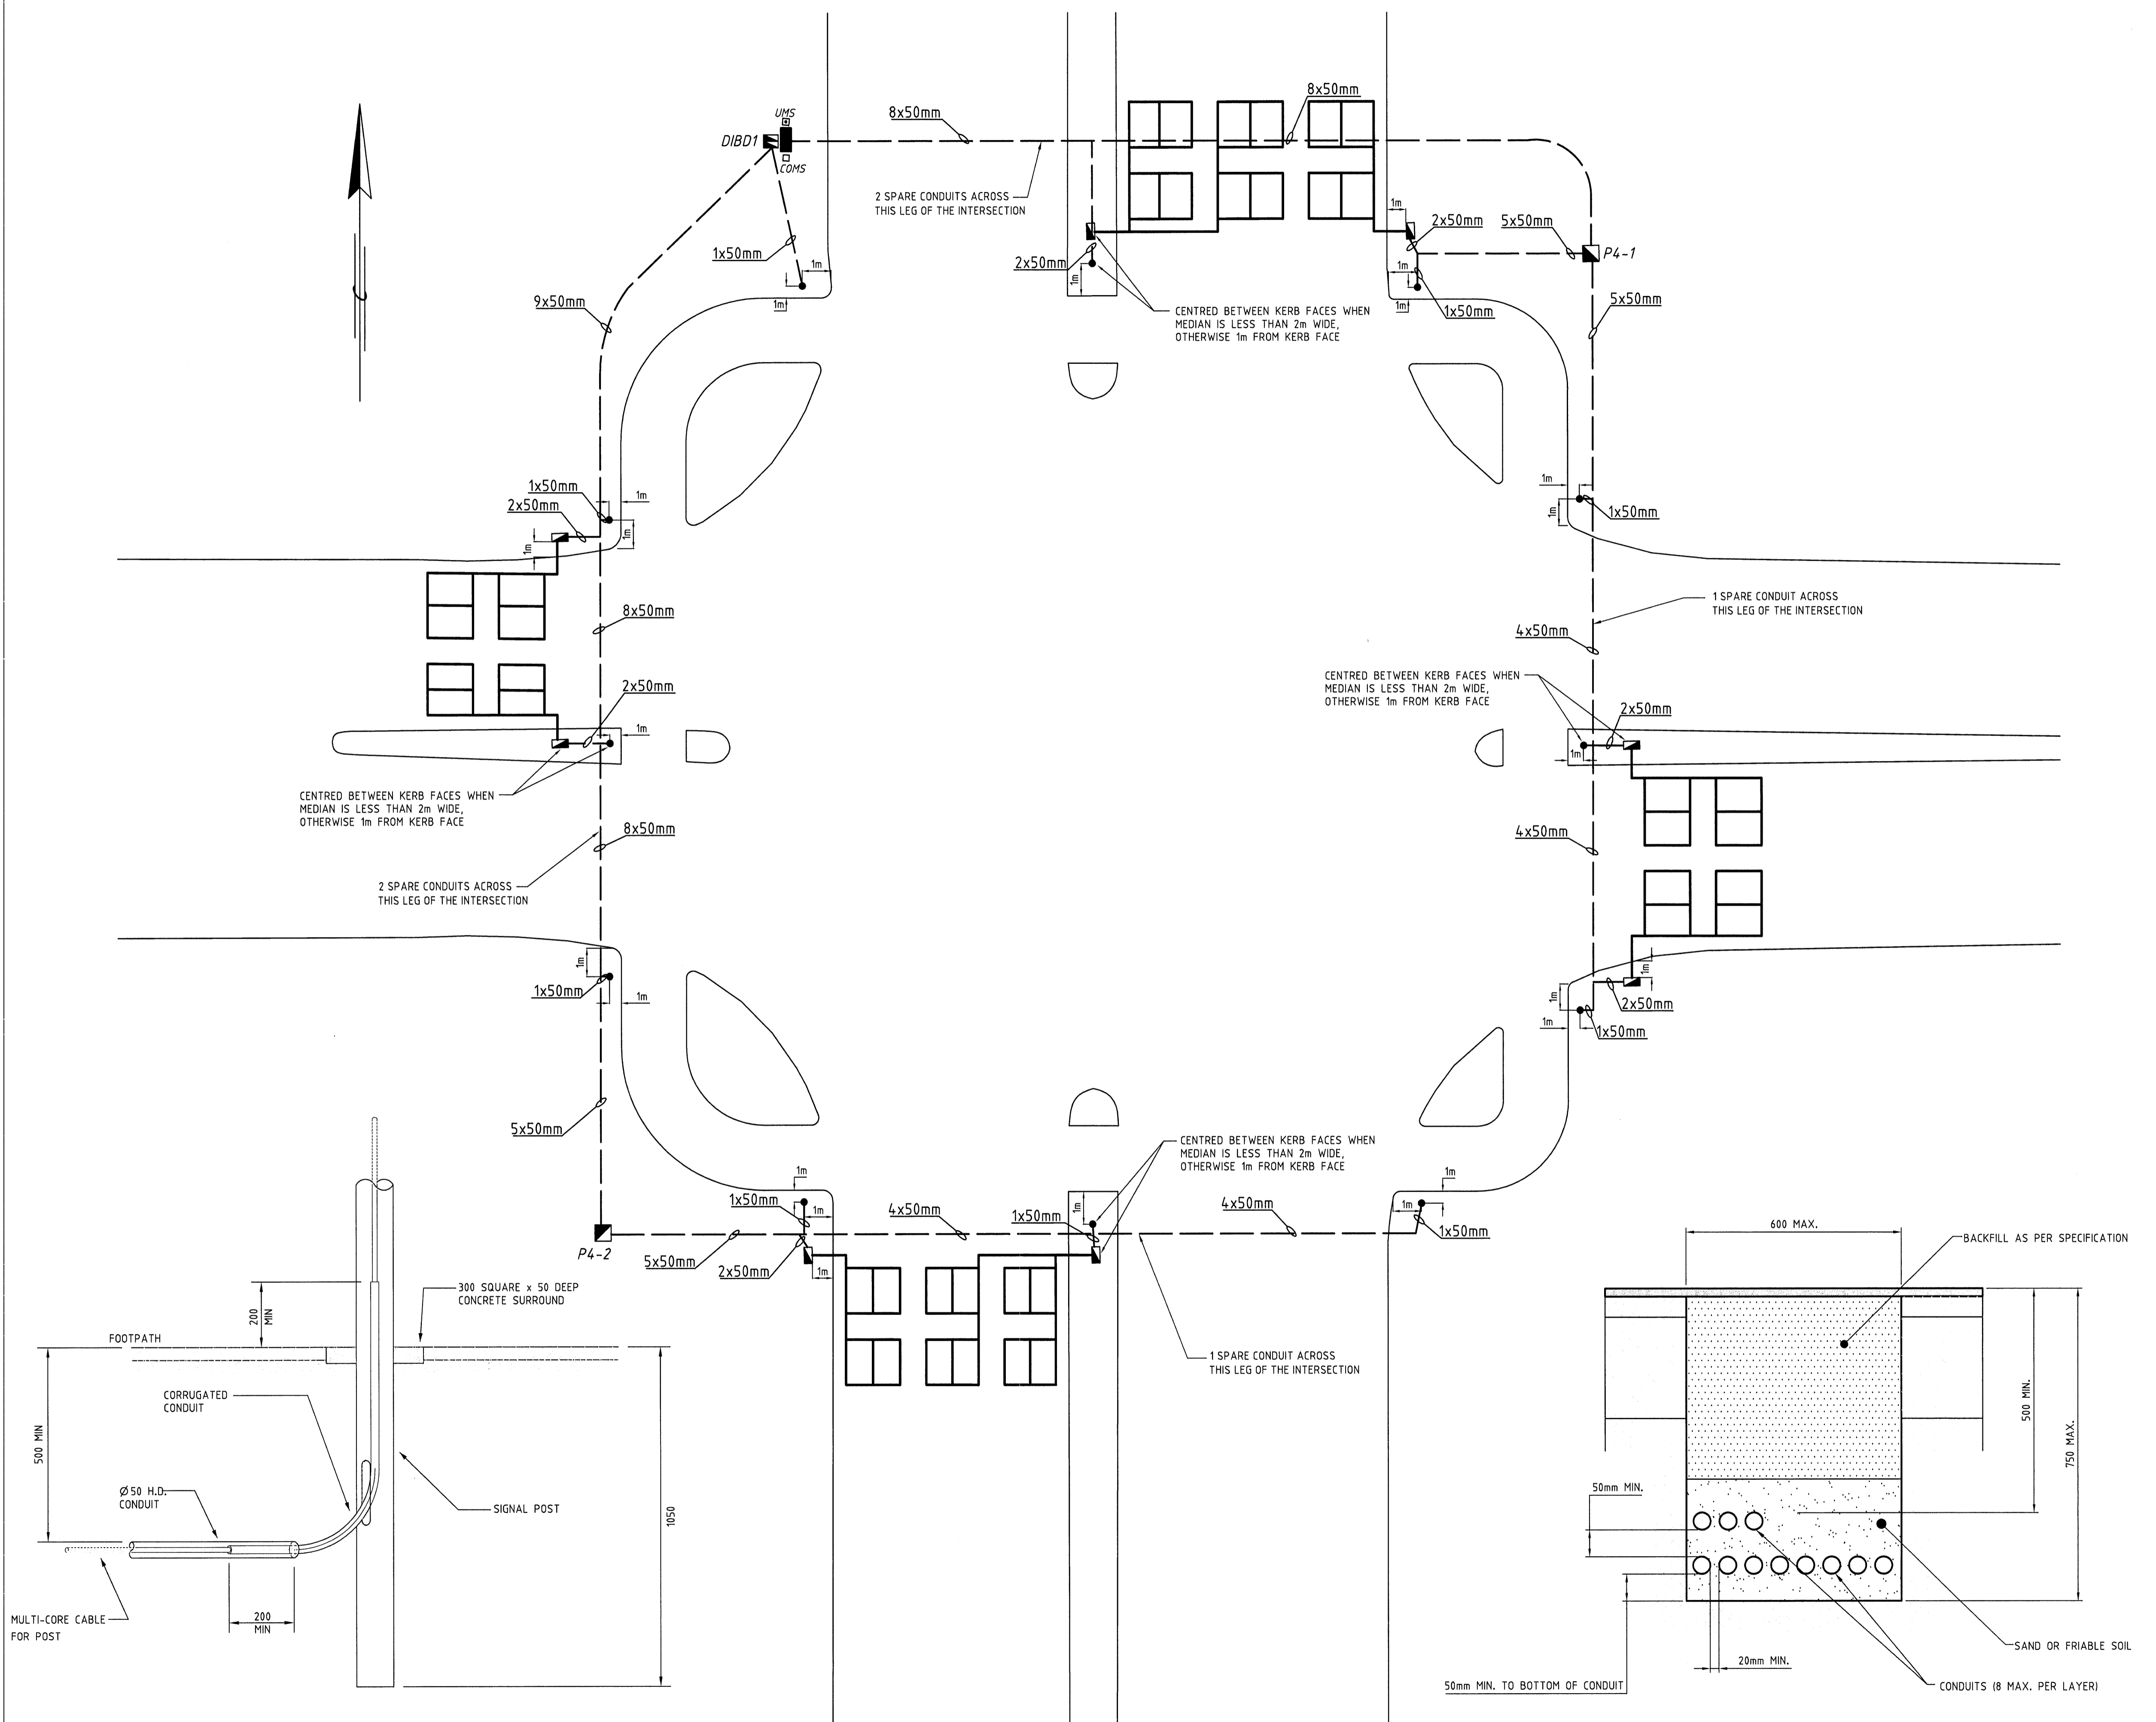 8x50mm
8x50mm
UMS
DIBD1
COMS
2 SPARE CONDUITS ACROSS
THIS LEG OF THE INTERSECTION
1m
2x50mm
5x50mm
P4-1
1x50mm
1m
1m
2x50mm
1m
1m
1m
1x50mm
9x50mm
5x50mm
CENTRED BETWEEN KERB FACES WHEN
MEDIAN IS LESS THAN 2m WIDE,
OTHERWISE 1m FROM KERB FACE
1x50mm
1m
2x50mm
1m
1m
1m
1m
1x50mm
8x50mm
1 SPARE CONDUIT ACROSS
THIS LEG OF THE INTERSECTION
4x50mm
2x50mm
1m
CENTRED BETWEEN KERB FACES WHEN
MEDIAN IS LESS THAN 2m WIDE,
OTHERWISE 1m FROM KERB FACE
2x50mm
1m
CENTRED BETWEEN KERB FACES WHEN
MEDIAN IS LESS THAN 2m WIDE,
OTHERWISE 1m FROM KERB FACE
8x50mm
4x50mm
2 SPARE CONDUITS ACROSS
THIS LEG OF THE INTERSECTION
1m
1x50mm
1m
1m
1m
2x50mm
1m
1x50mm
5x50mm
CENTRED BETWEEN KERB FACES WHEN
MEDIAN IS LESS THAN 2m WIDE,
OTHERWISE 1m FROM KERB FACE
1m
1x50mm
1m
4x50mm
1x50mm
1m
4x50mm
1m
1m
1x50mm
P4-2
5x50mm
2x50mm
1m
1 SPARE CONDUIT ACROSS
THIS LEG OF THE INTERSECTION
200
MIN
300 SQUARE x 50 DEEP
CONCRETE SURROUND
FOOTPATH
CORRUGATED
CONDUIT
500 MIN
Ø50 H.D.
CONDUIT
SIGNAL POST
1050
MULTI-CORE CABLE
FOR POST
200
MIN
600 MAX.
BACKFILL AS PER SPECIFICATION
500 MIN.
750 MAX.
50mm MIN.
SAND OR FRIABLE SOIL
20mm MIN.
50mm MIN. TO BOTTOM OF CONDUIT
CONDUITS (8 MAX. PER LAYER)